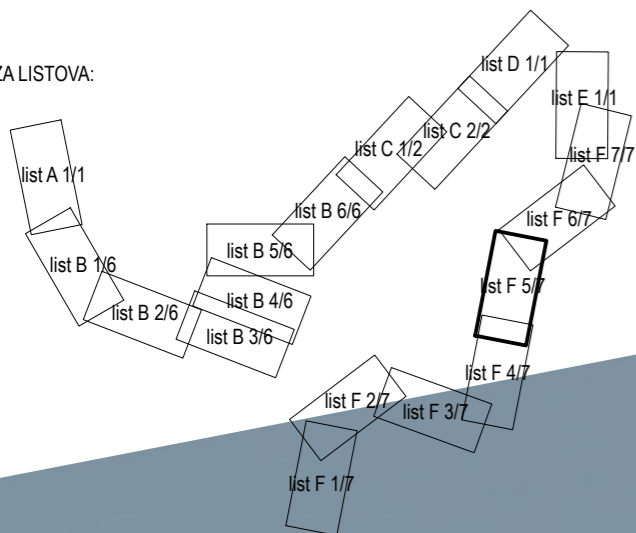 ZA LISTOVA:
list D 1/1
list E 1/1
list C 2/2
list C 1/2
list F 7/7
list A 1/1
list B 6/6
list F 6/7
list B 5/6
list B 1/6
list F 5/7
list B 4/6
list B 2/6
list B 3/6
list F 4/7
list F 2/7
list F 3/7
list F 1/7